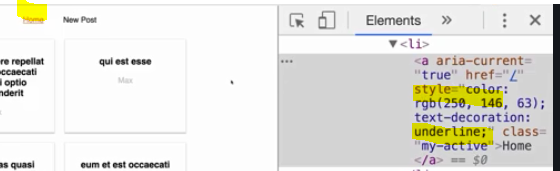 Home New Post
Elements » ⋮ ×
▼<li>
ere repellat
occaecati
i optio
nderit
qui est esse
Max
... <a aria-current=
"true" href="/"
style="color:
rgb(250, 146, 63);
text-decoration:
underline;" class=
"my-active">Home
</a> == $0
as quasi
eum et est occaecati